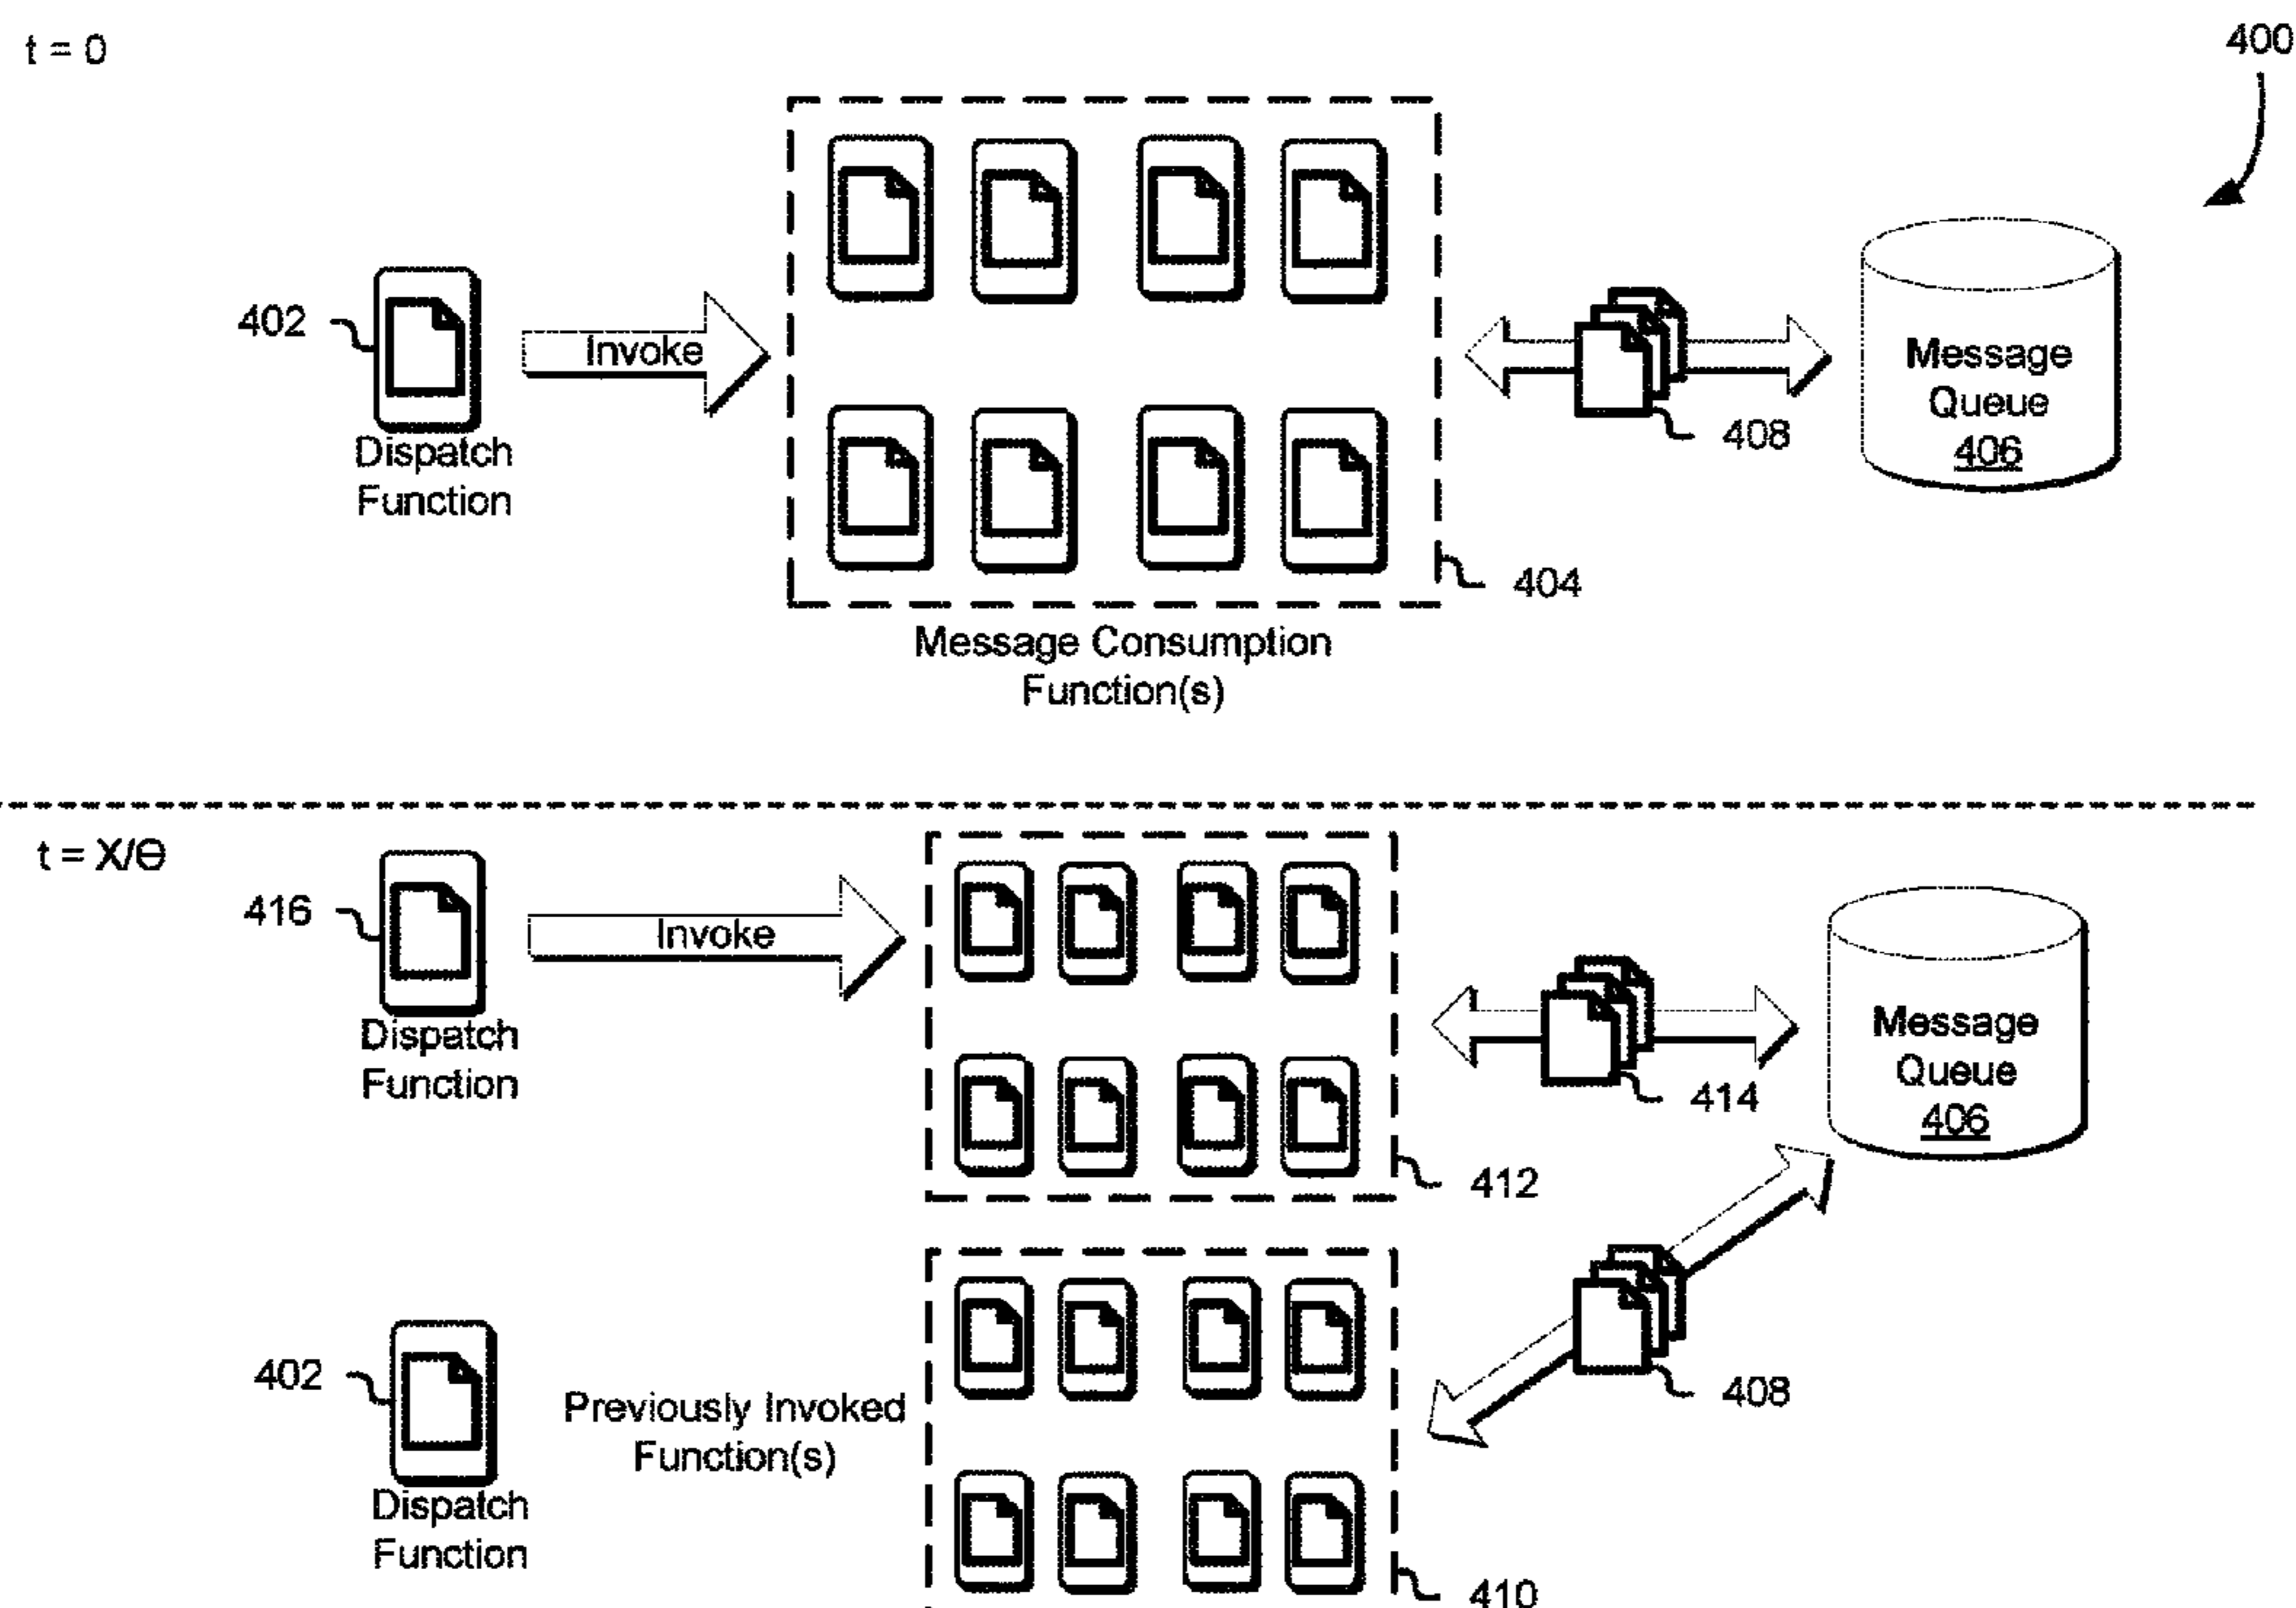 t = 0
400
402
Invoke
Dispatch
Function
408
Message
Queue
406
404
Message Consumption
Function(s)
t = X/Θ
416
Invoke
Dispatch
Function
414
Message
Queue
406
412
402
Previously Invoked
Function(s)
408
Dispatch
Function
410